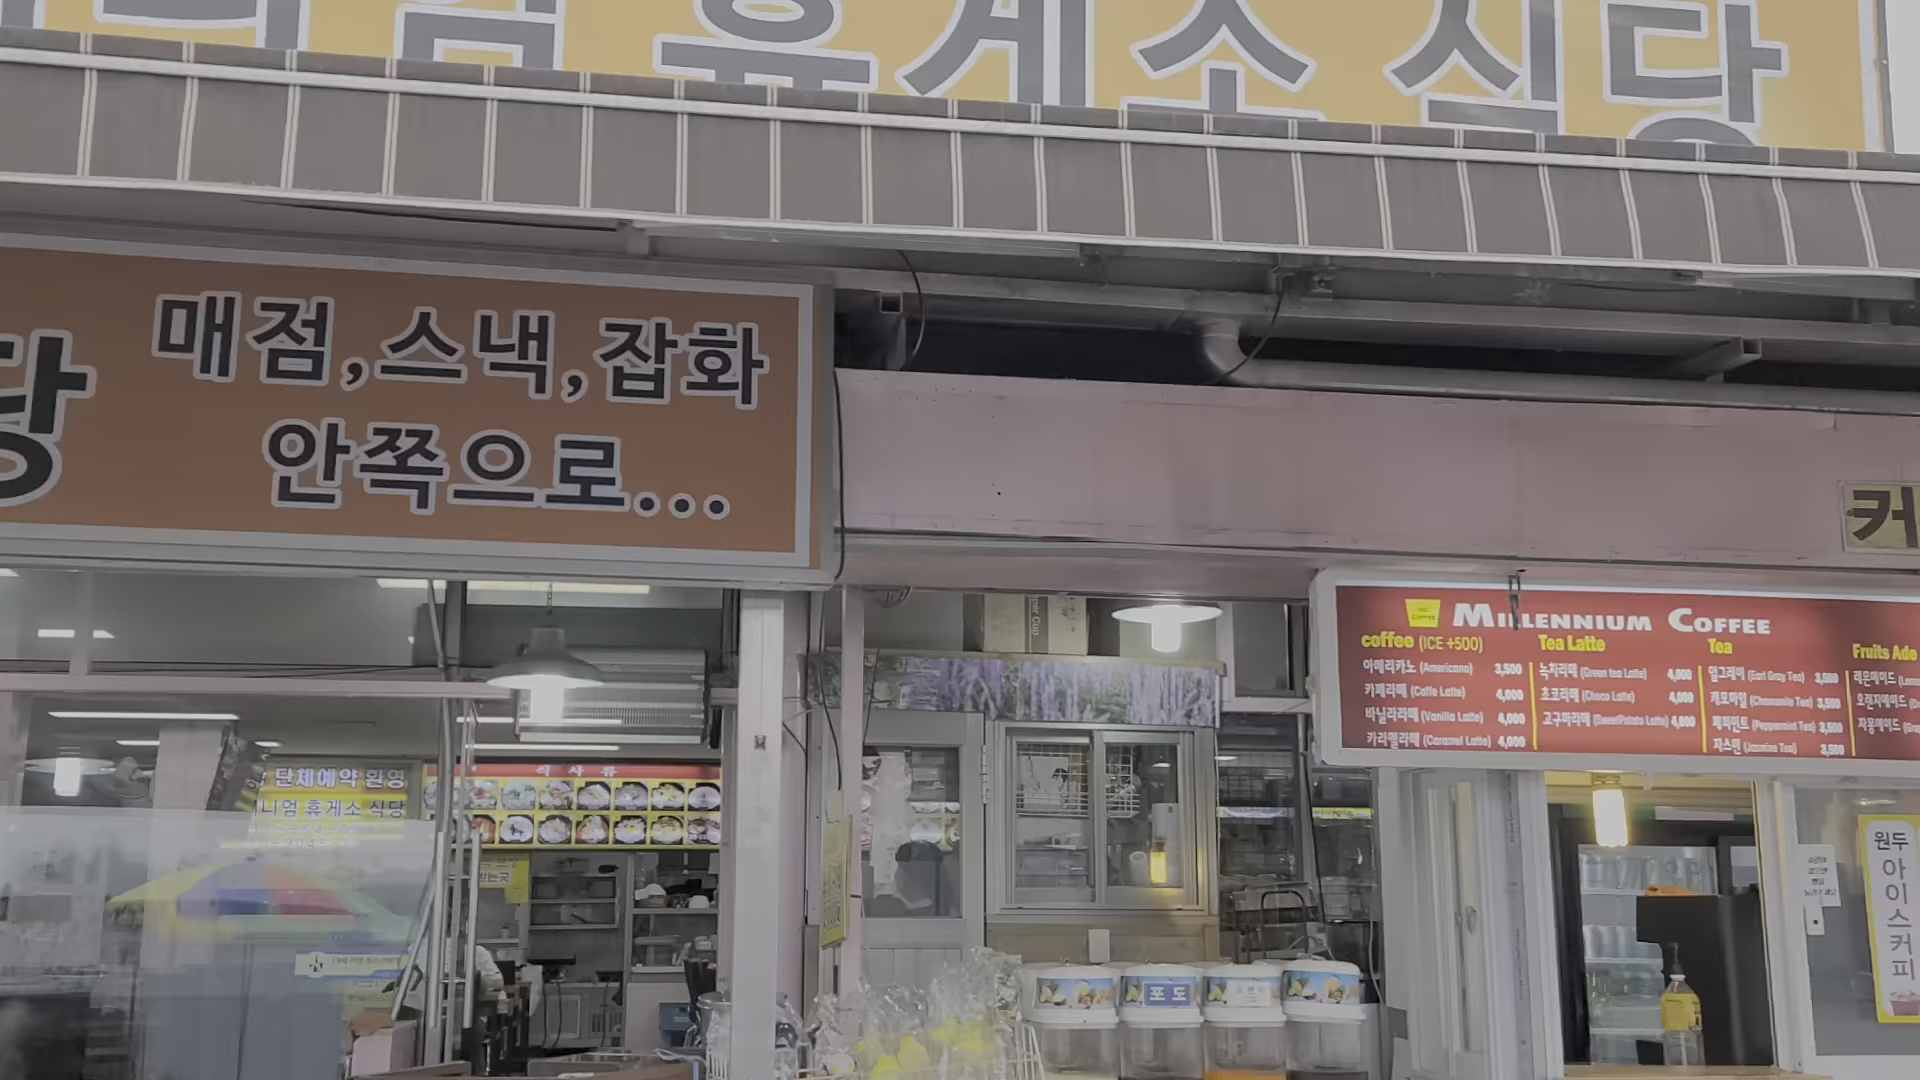 휴게소 식당
당
매점,스낵,잡화
안쪽으로...
커
MILLENNIUM COFFEE
coffee (ICE +500)
아메리카노 (Americano) 3,500
카페라떼 (Caffe Latte) 4,000
바닐라라떼 (Vanilla Latte) 4,000
카라멜라떼 (Caramel Latte) 4,000
Tea Latte
녹차라떼 (Green tea Latte) 4,000
초코라떼 (Choco Latte) 4,000
고구마라떼 (SweetPotato Latte) 4,000
Tea
얼그레이 (Earl Gray Tea) 3,500
캐모마일 (Chamomile Tea) 3,500
페퍼민트 (Peppermint Tea) 3,500
자스민 (Jasmine Tea) 3,500
Fruits Ade
레몬에이드
오렌지에이드
자몽에이드
단체예약 환영
니엄 휴게소 식당
식사류
per Cup
포도
원두
아이스커피